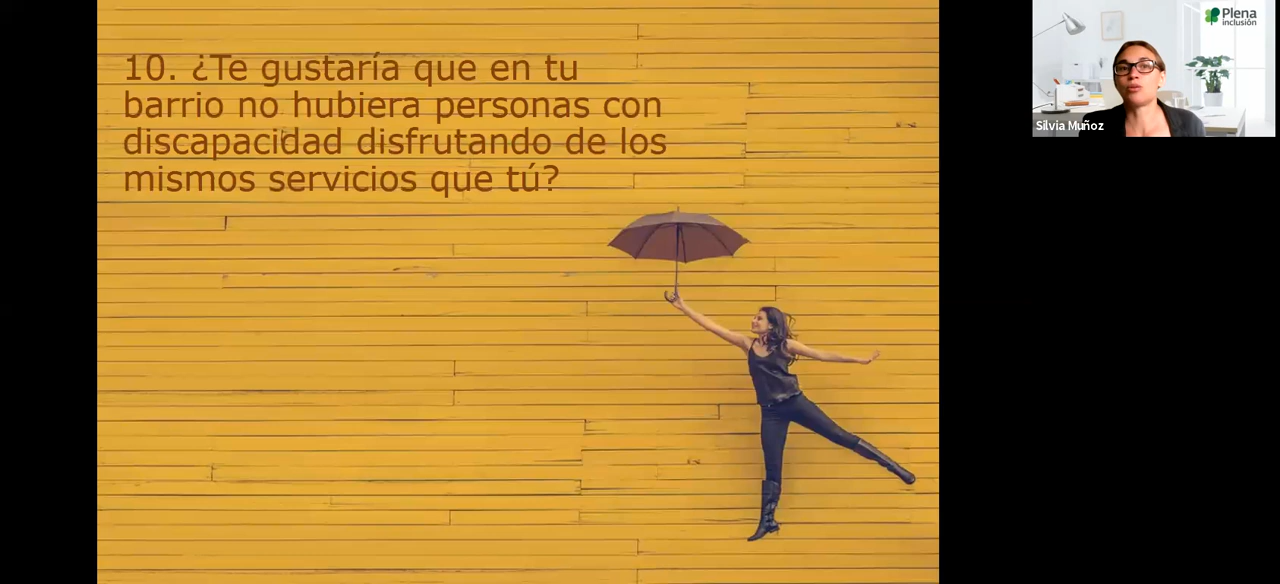 10. ¿Te gustaría que en tu
barrio no hubiera personas con
discapacidad disfrutando de los
mismos servicios que tú?
Plena
inclusión
Silvia Muñoz